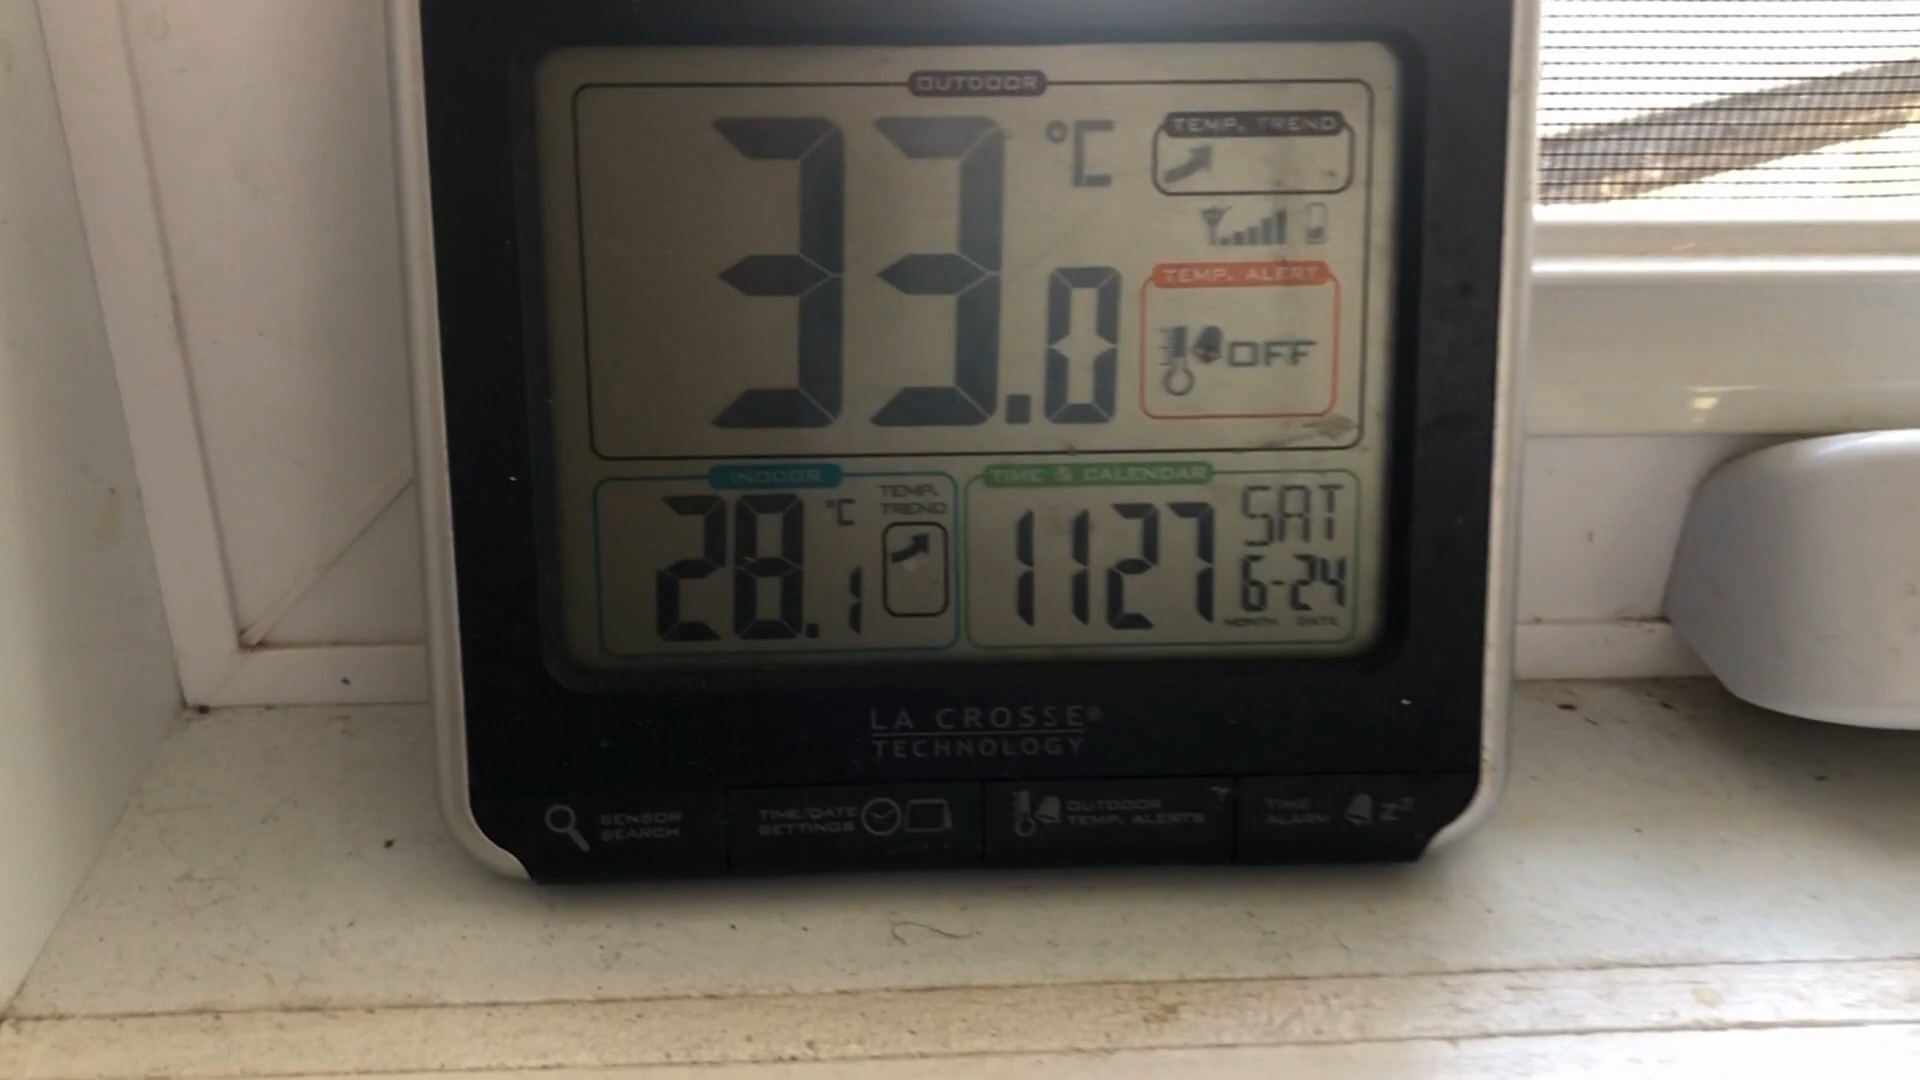 OUTDOOR
33.0 °C
TEMP. TREND
TEMP. ALERT
OFF
INDOOR
28.1 °C
TEMP.
TREND
TIME & CALENDAR
1127
SAT
6-24
MONTH DATE
LA CROSSE®
TECHNOLOGY
SENSOR
SEARCH
TIME/DATE
SETTINGS
OUTDOOR
TEMP. ALERTS
TIME
ALARM
zZz